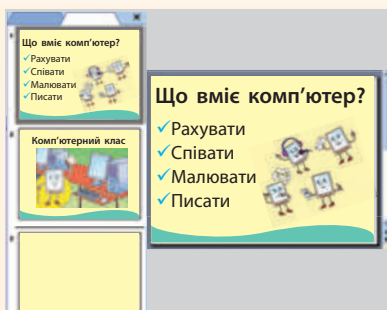 Що вміє комп’ютер?
Рахувати
Співати
Малювати
Писати
Комп’ютерний клас
Що вміє комп’ютер?
Рахувати
Співати
Малювати
Писати